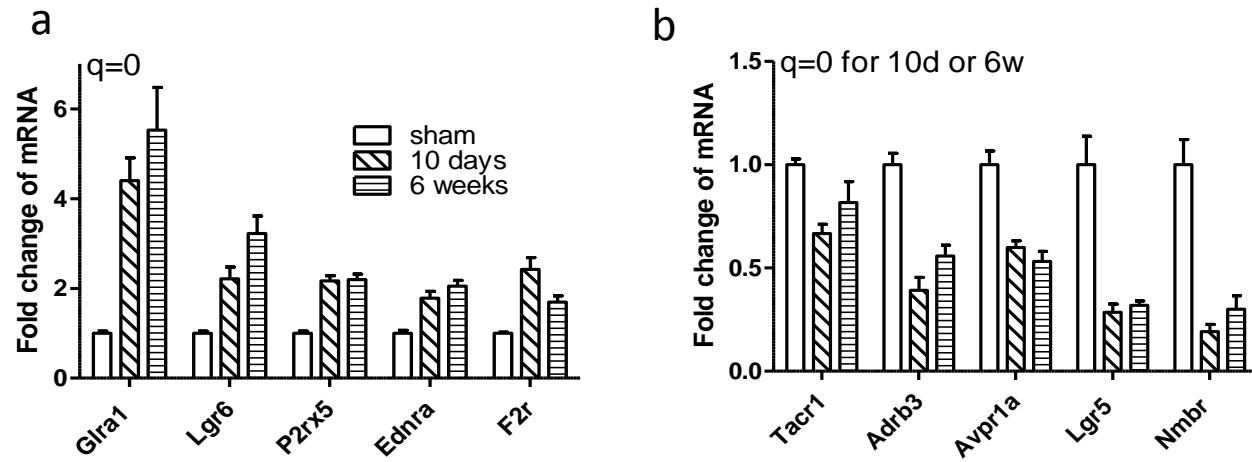 a
q=0
Fold change of mRNA
6
4
2
0
sham
10 days
6 weeks
Glra1
Lgr6
P2rx5
Ednra
F2r
b
q=0 for 10d or 6w
Fold change of mRNA
1.5
1.0
0.5
0.0
Tacr1
Adrb3
Avpr1a
Lgr5
Nmbr